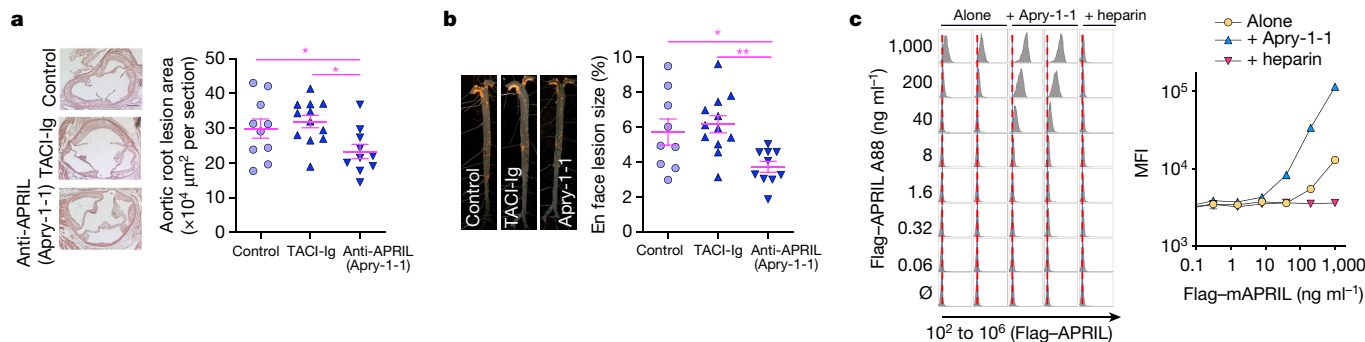 a
Control
TACI-Ig
Anti-APRIL
(Apry-1-1)
Aortic root lesion area
(×10⁴ μm² per section)
50
40
30
20
10
0
*
*
Control
TACI-Ig
Anti-APRIL
(Apry-1-1)
b
Control
TACI-Ig
Apry-1-1
En face lesion size (%)
10
8
6
4
2
0
*
**
Control
TACI-Ig
Anti-APRIL
(Apry-1-1)
c
Alone
+ Apry-1-1
+ heparin
Flag–APRIL A88 (ng ml⁻¹)
1,000
200
40
8
1.6
0.32
0.06
Ø
10² to 10⁶ (Flag–APRIL)
Alone
+ Apry-1-1
+ heparin
MFI
10⁵
10⁴
10³
0.1 1 10 100 1,000
Flag–mAPRIL (ng ml⁻¹)